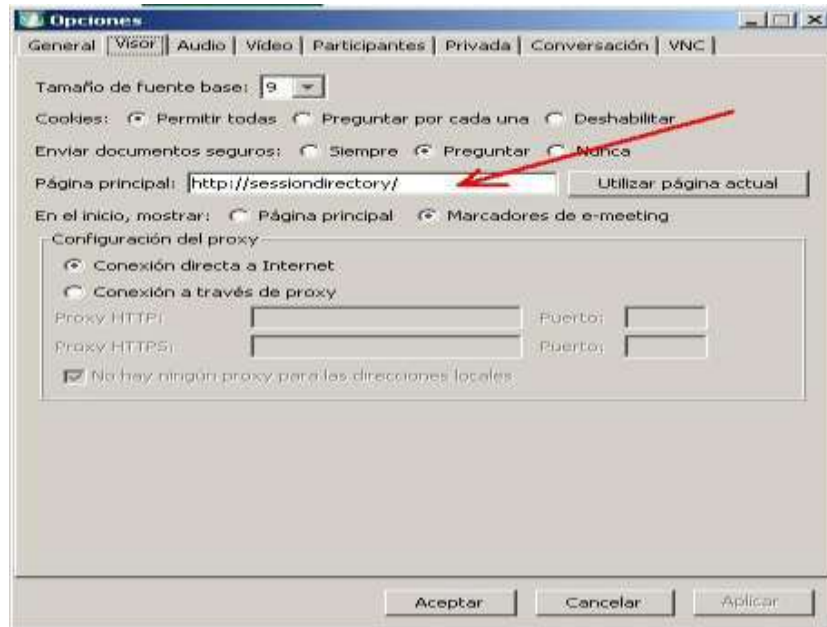 Opciones
General Visor Audio Vídeo Participantes Privada Conversación VNC
Tamaño de fuente base: 9
Cookies: Permitir todas Preguntar por cada una Deshabilitar
Enviar documentos seguros: Siempre Preguntar Nunca
Página principal: http://sessiondirectory/ Utilizar página actual
En el inicio, mostrar: Página principal Marcadores de e-meeting
Configuración del proxy
Conexión directa a Internet
Conexión a través de proxy
Proxy HTTP: Puerto:
Proxy HTTPS: Puerto:
No hay ningún proxy para las direcciones locales
Aceptar Cancelar Aplicar